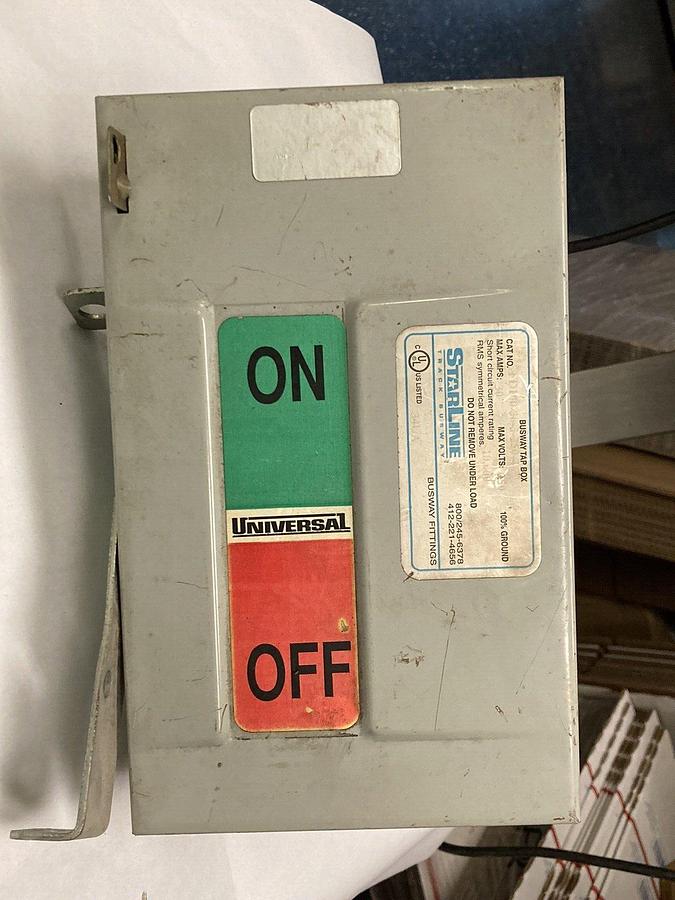 ON
UNIVERSAL
OFF
BUSWAY TAP BOX
CAT NO.
MAX AMPS: MAX VOLTS: 100% GROUND
Short circuit current rating
RMS symmetrical amperes.
DO NOT REMOVE UNDER LOAD
STARLINE
TRACK BUSWAY
800/245-6378
412-221-4656
BUSWAY FITTINGS
C UL US LISTED